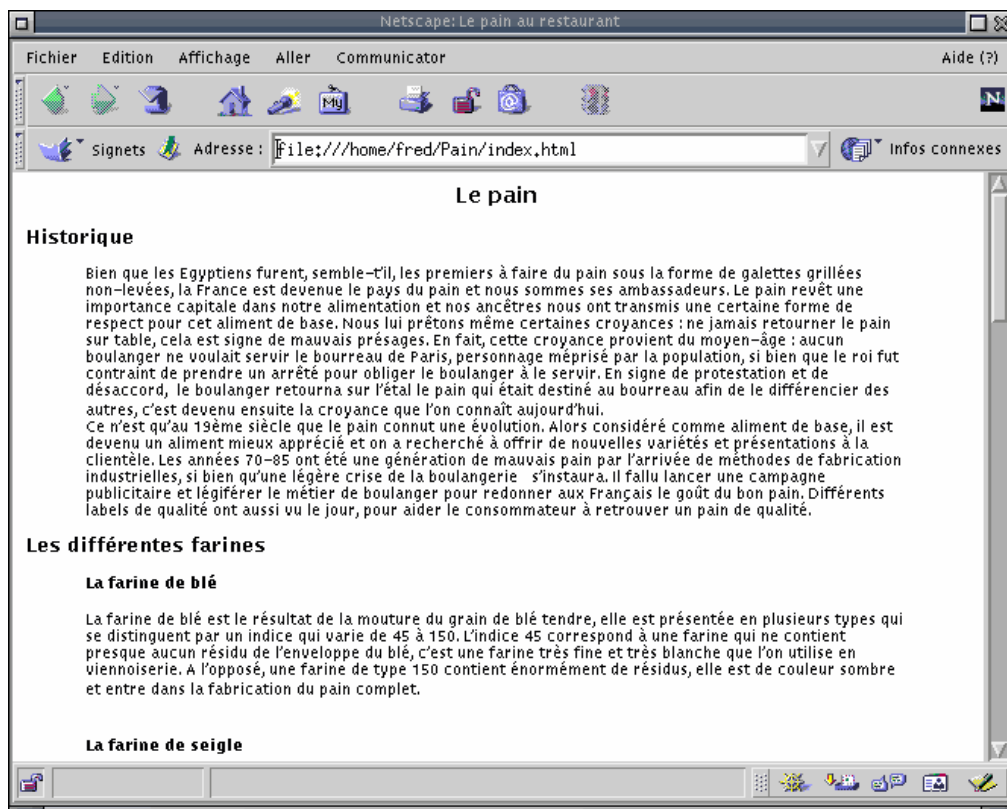 Netscape: Le pain au restaurant
Fichier Edition Affichage Aller Communicator Aide (?)
My
N
Signets Adresse : file:///home/fred/Pain/index.html Infos connexes
Le pain
Historique
Bien que les Egyptiens furent, semble-t'il, les premiers à faire du pain sous la forme de galettes grillées
non-levées, la France est devenue le pays du pain et nous sommes ses ambassadeurs. Le pain revêt une
importance capitale dans notre alimentation et nos ancêtres nous ont transmis une certaine forme de
respect pour cet aliment de base. Nous lui prêtons même certaines croyances : ne jamais retourner le pain
sur table, cela est signe de mauvais présages. En fait, cette croyance provient du moyen-âge : aucun
boulanger ne voulait servir le bourreau de Paris, personnage méprisé par la population, si bien que le roi fut
contraint de prendre un arrêté pour obliger le boulanger à le servir. En signe de protestation et de
désaccord, le boulanger retourna sur l'étal le pain qui était destiné au bourreau afin de le différencier des
autres, c'est devenu ensuite la croyance que l'on connaît aujourd'hui.
Ce n'est qu'au 19ème siècle que le pain connut une évolution. Alors considéré comme aliment de base, il est
devenu un aliment mieux apprécié et on a recherché à offrir de nouvelles variétés et présentations à la
clientèle. Les années 70-85 ont été une génération de mauvais pain par l'arrivée de méthodes de fabrication
industrielles, si bien qu'une légère crise de la boulangerie s'instaura. Il fallu lancer une campagne
publicitaire et légiférer le métier de boulanger pour redonner aux Français le goût du bon pain. Différents
labels de qualité ont aussi vu le jour, pour aider le consommateur à retrouver un pain de qualité.
Les différentes farines
La farine de blé
La farine de blé est le résultat de la mouture du grain de blé tendre, elle est présentée en plusieurs types qui
se distinguent par un indice qui varie de 45 à 150. L'indice 45 correspond à une farine qui ne contient
presque aucun résidu de l'enveloppe du blé, c'est une farine très fine et très blanche que l'on utilise en
viennoiserie. A l'opposé, une farine de type 150 contient énormément de résidus, elle est de couleur sombre
et entre dans la fabrication du pain complet.
La farine de seigle